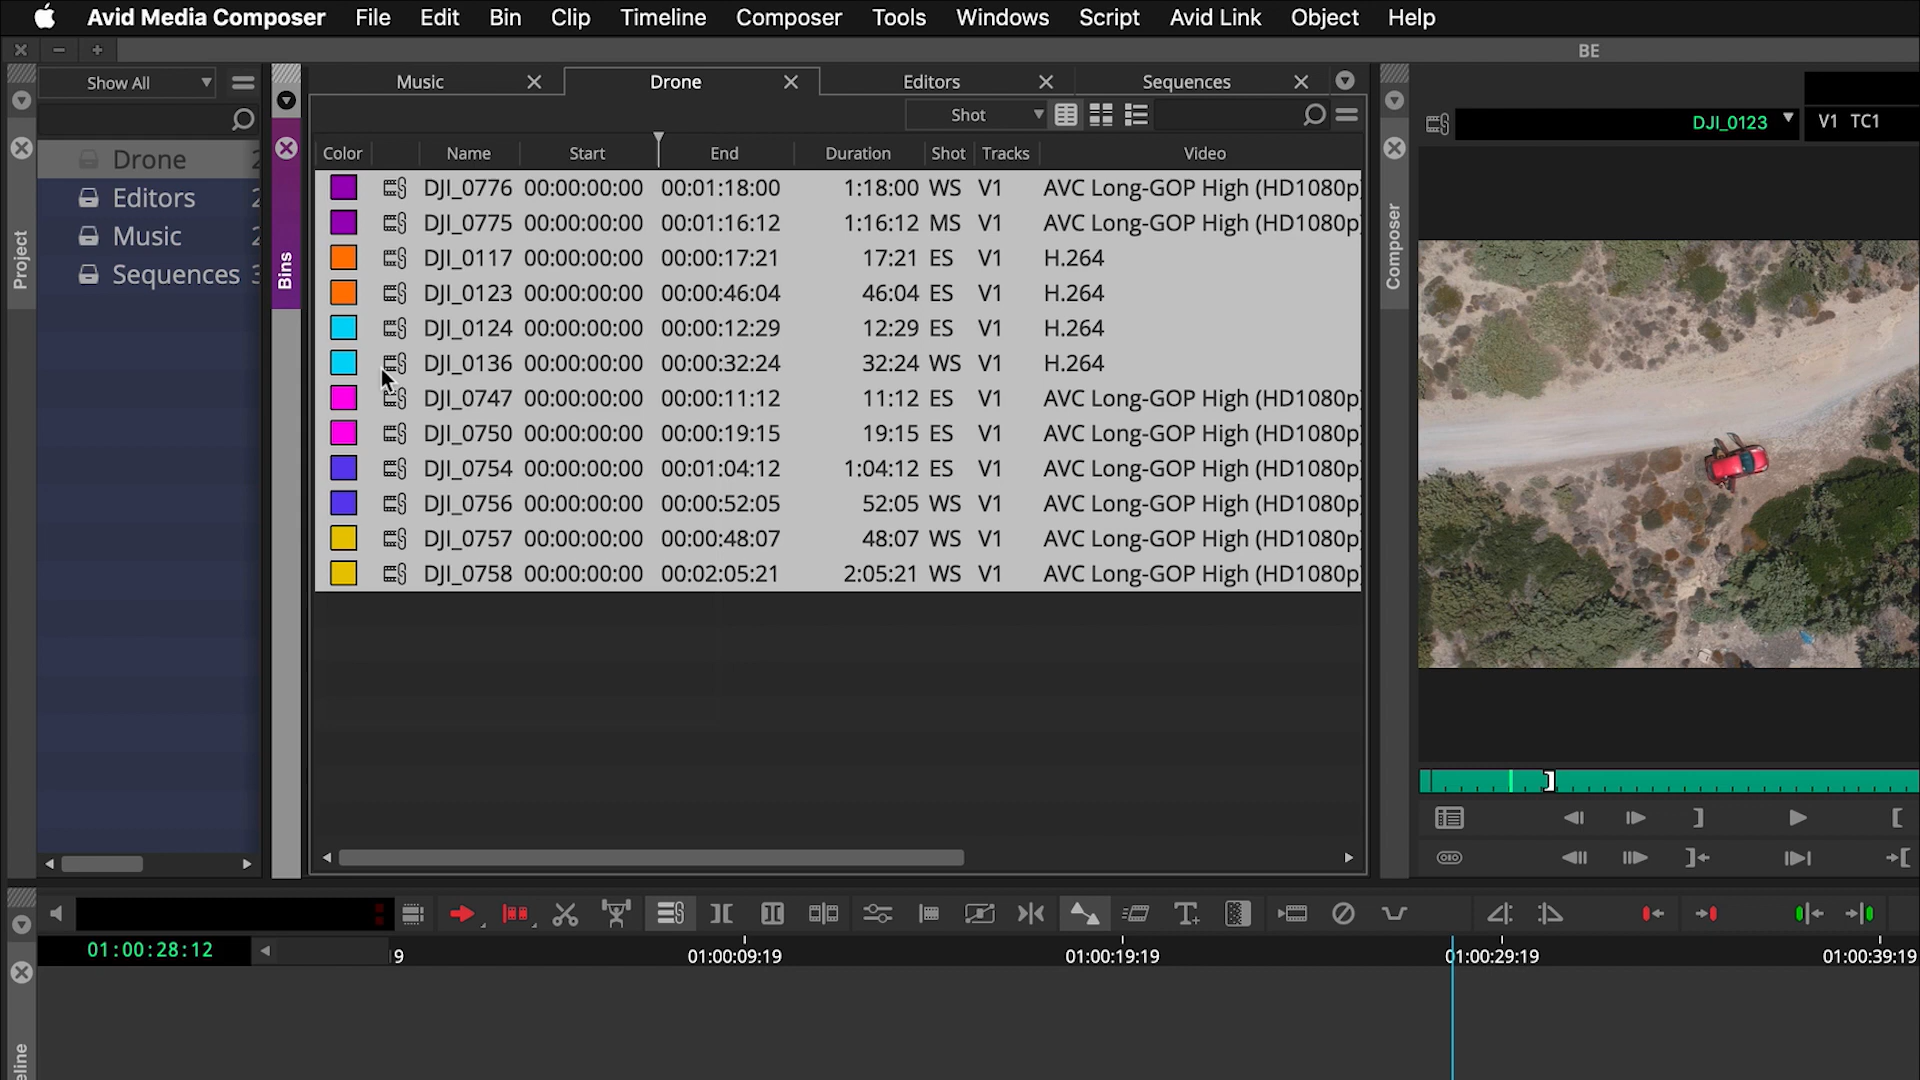 Avid Media Composer File Edit Bin Clip Timeline Composer Tools Windows Script Avid Link Object Help
BE
Show All
Music Drone Editors Sequences
Shot
DJI_0123 V1 TC1
Color Name Start End Duration Shot Tracks Video
Drone 2
Editors 2
Music 2
Sequences 3
Project
Bins
Composer
DJI_0776 00:00:00:00 00:01:18:00 1:18:00 WS V1 AVC Long-GOP High (HD1080p)
DJI_0775 00:00:00:00 00:01:16:12 1:16:12 MS V1 AVC Long-GOP High (HD1080p)
DJI_0117 00:00:00:00 00:00:17:21 17:21 ES V1 H.264
DJI_0123 00:00:00:00 00:00:46:04 46:04 ES V1 H.264
DJI_0124 00:00:00:00 00:00:12:29 12:29 ES V1 H.264
DJI_0136 00:00:00:00 00:00:32:24 32:24 WS V1 H.264
DJI_0747 00:00:00:00 00:00:11:12 11:12 ES V1 AVC Long-GOP High (HD1080p)
DJI_0750 00:00:00:00 00:00:19:15 19:15 ES V1 AVC Long-GOP High (HD1080p)
DJI_0754 00:00:00:00 00:01:04:12 1:04:12 ES V1 AVC Long-GOP High (HD1080p)
DJI_0756 00:00:00:00 00:00:52:05 52:05 WS V1 AVC Long-GOP High (HD1080p)
DJI_0757 00:00:00:00 00:00:48:07 48:07 WS V1 AVC Long-GOP High (HD1080p)
DJI_0758 00:00:00:00 00:02:05:21 2:05:21 WS V1 AVC Long-GOP High (HD1080p)
01:00:28:12
9 01:00:09:19 01:00:19:19 01:00:29:19 01:00:39:19
eline